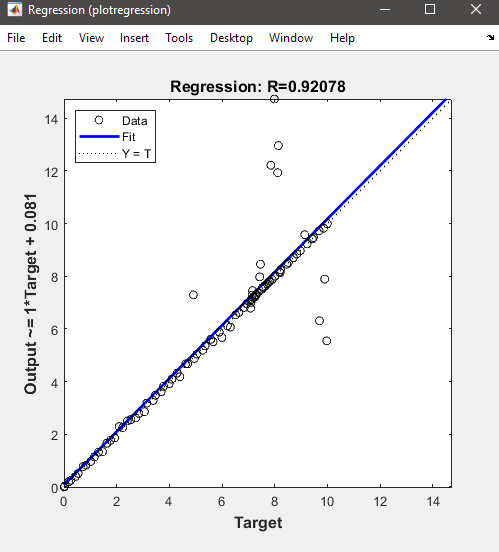 Regression (plotregression)
File Edit View Insert Tools Desktop Window Help
Regression: R=0.92078
Data
Fit
Y = T
Output ~= 1*Target + 0.081
14
12
10
8
6
4
2
0
0 2 4 6 8 10 12 14
Target